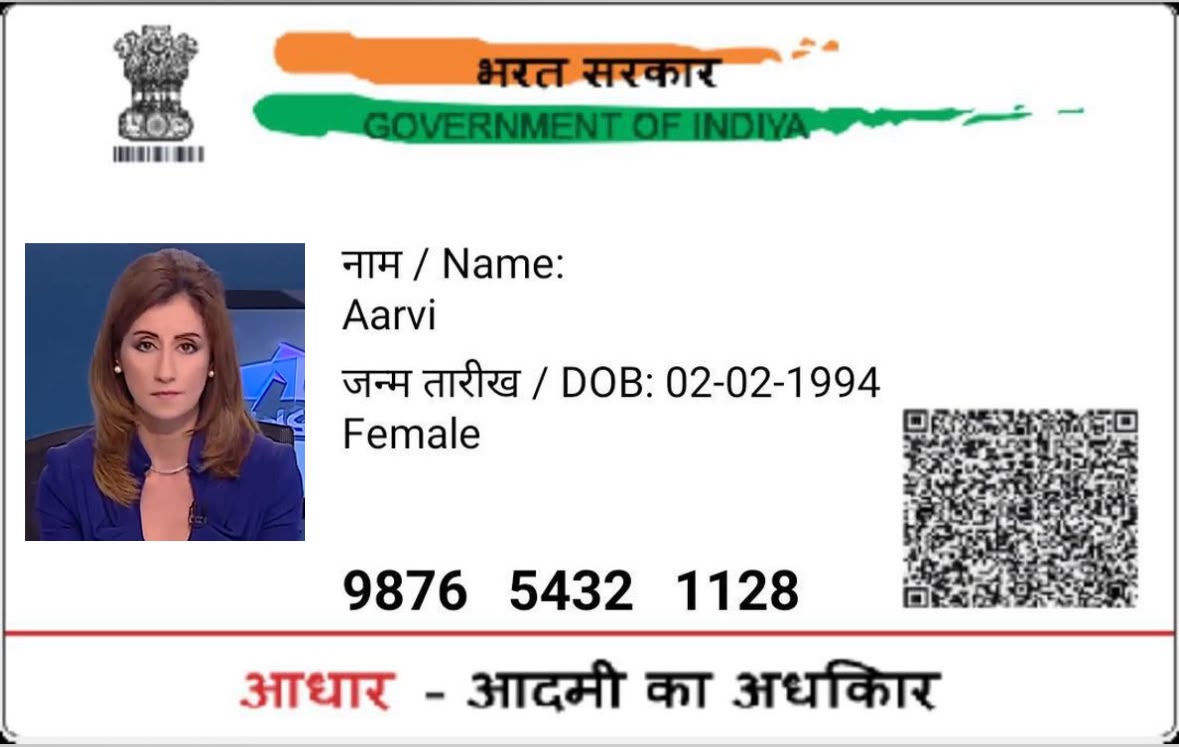 भरत सरकार
GOVERNMENT OF INDIYA
नाम / Name:
Aarvi
जन्म तारीख / DOB: 02-02-1994
Female
9876 5432 1128
आधार - आदमी का अधकिार